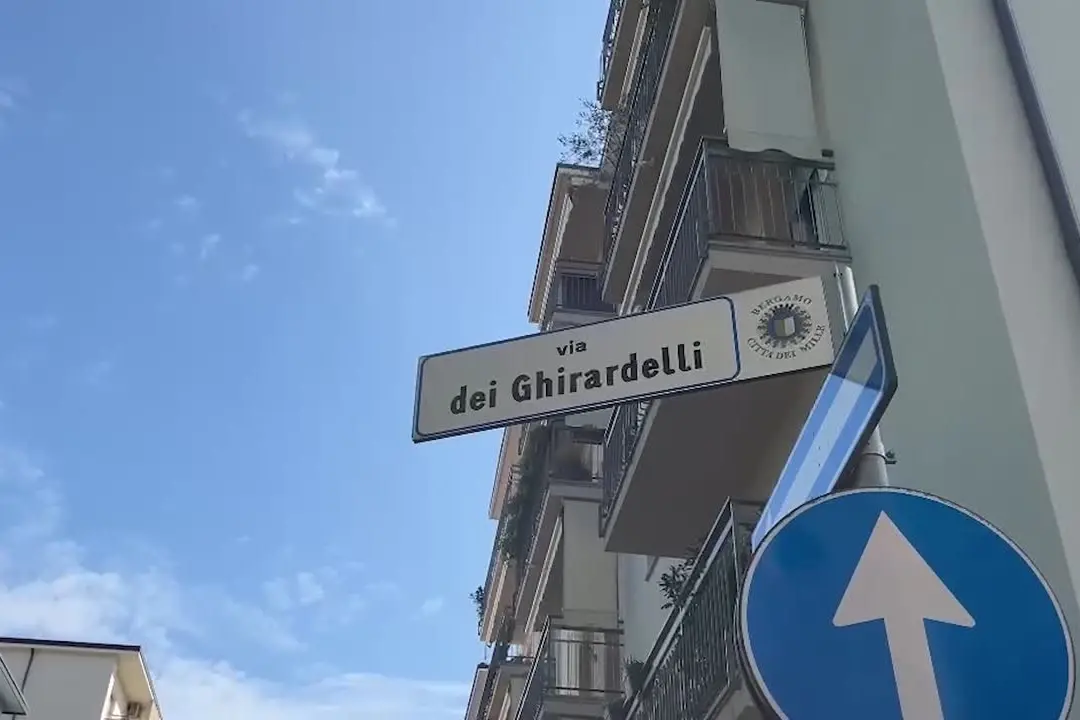 via
dei Ghirardelli
BERGAMO
CITTÀ DEI MILLE